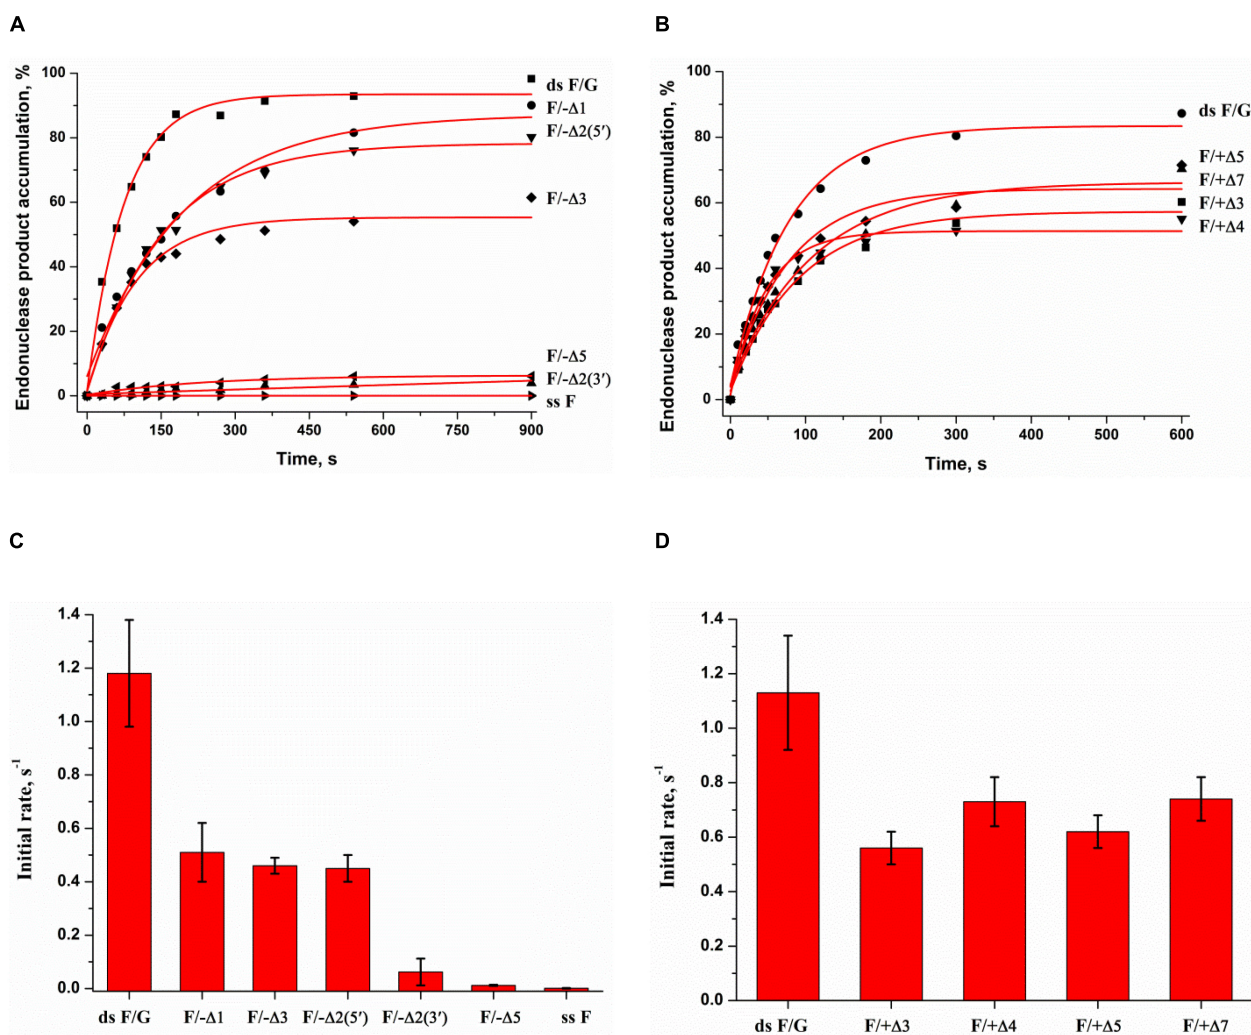 A
Endonuclease product accumulation, %
100
80
60
40
20
0
0 150 300 450 600 750 900
Time, s
ds F/G
F/-Δ1
F/-Δ2(5′)
F/-Δ3
F/-Δ5
F/-Δ2(3′)
ss F
B
Endonuclease product accumulation, %
100
80
60
40
20
0
0 100 200 300 400 500 600
Time, s
ds F/G
F/+Δ5
F/+Δ7
F/+Δ3
F/+Δ4
C
Initial rate, s⁻¹
1.4
1.2
1.0
0.8
0.6
0.4
0.2
0.0
ds F/G F/-Δ1 F/-Δ3 F/-Δ2(5′) F/-Δ2(3′) F/-Δ5 ss F
D
Initial rate, s⁻¹
1.4
1.2
1.0
0.8
0.6
0.4
0.2
0.0
ds F/G F/+Δ3 F/+Δ4 F/+Δ5 F/+Δ7